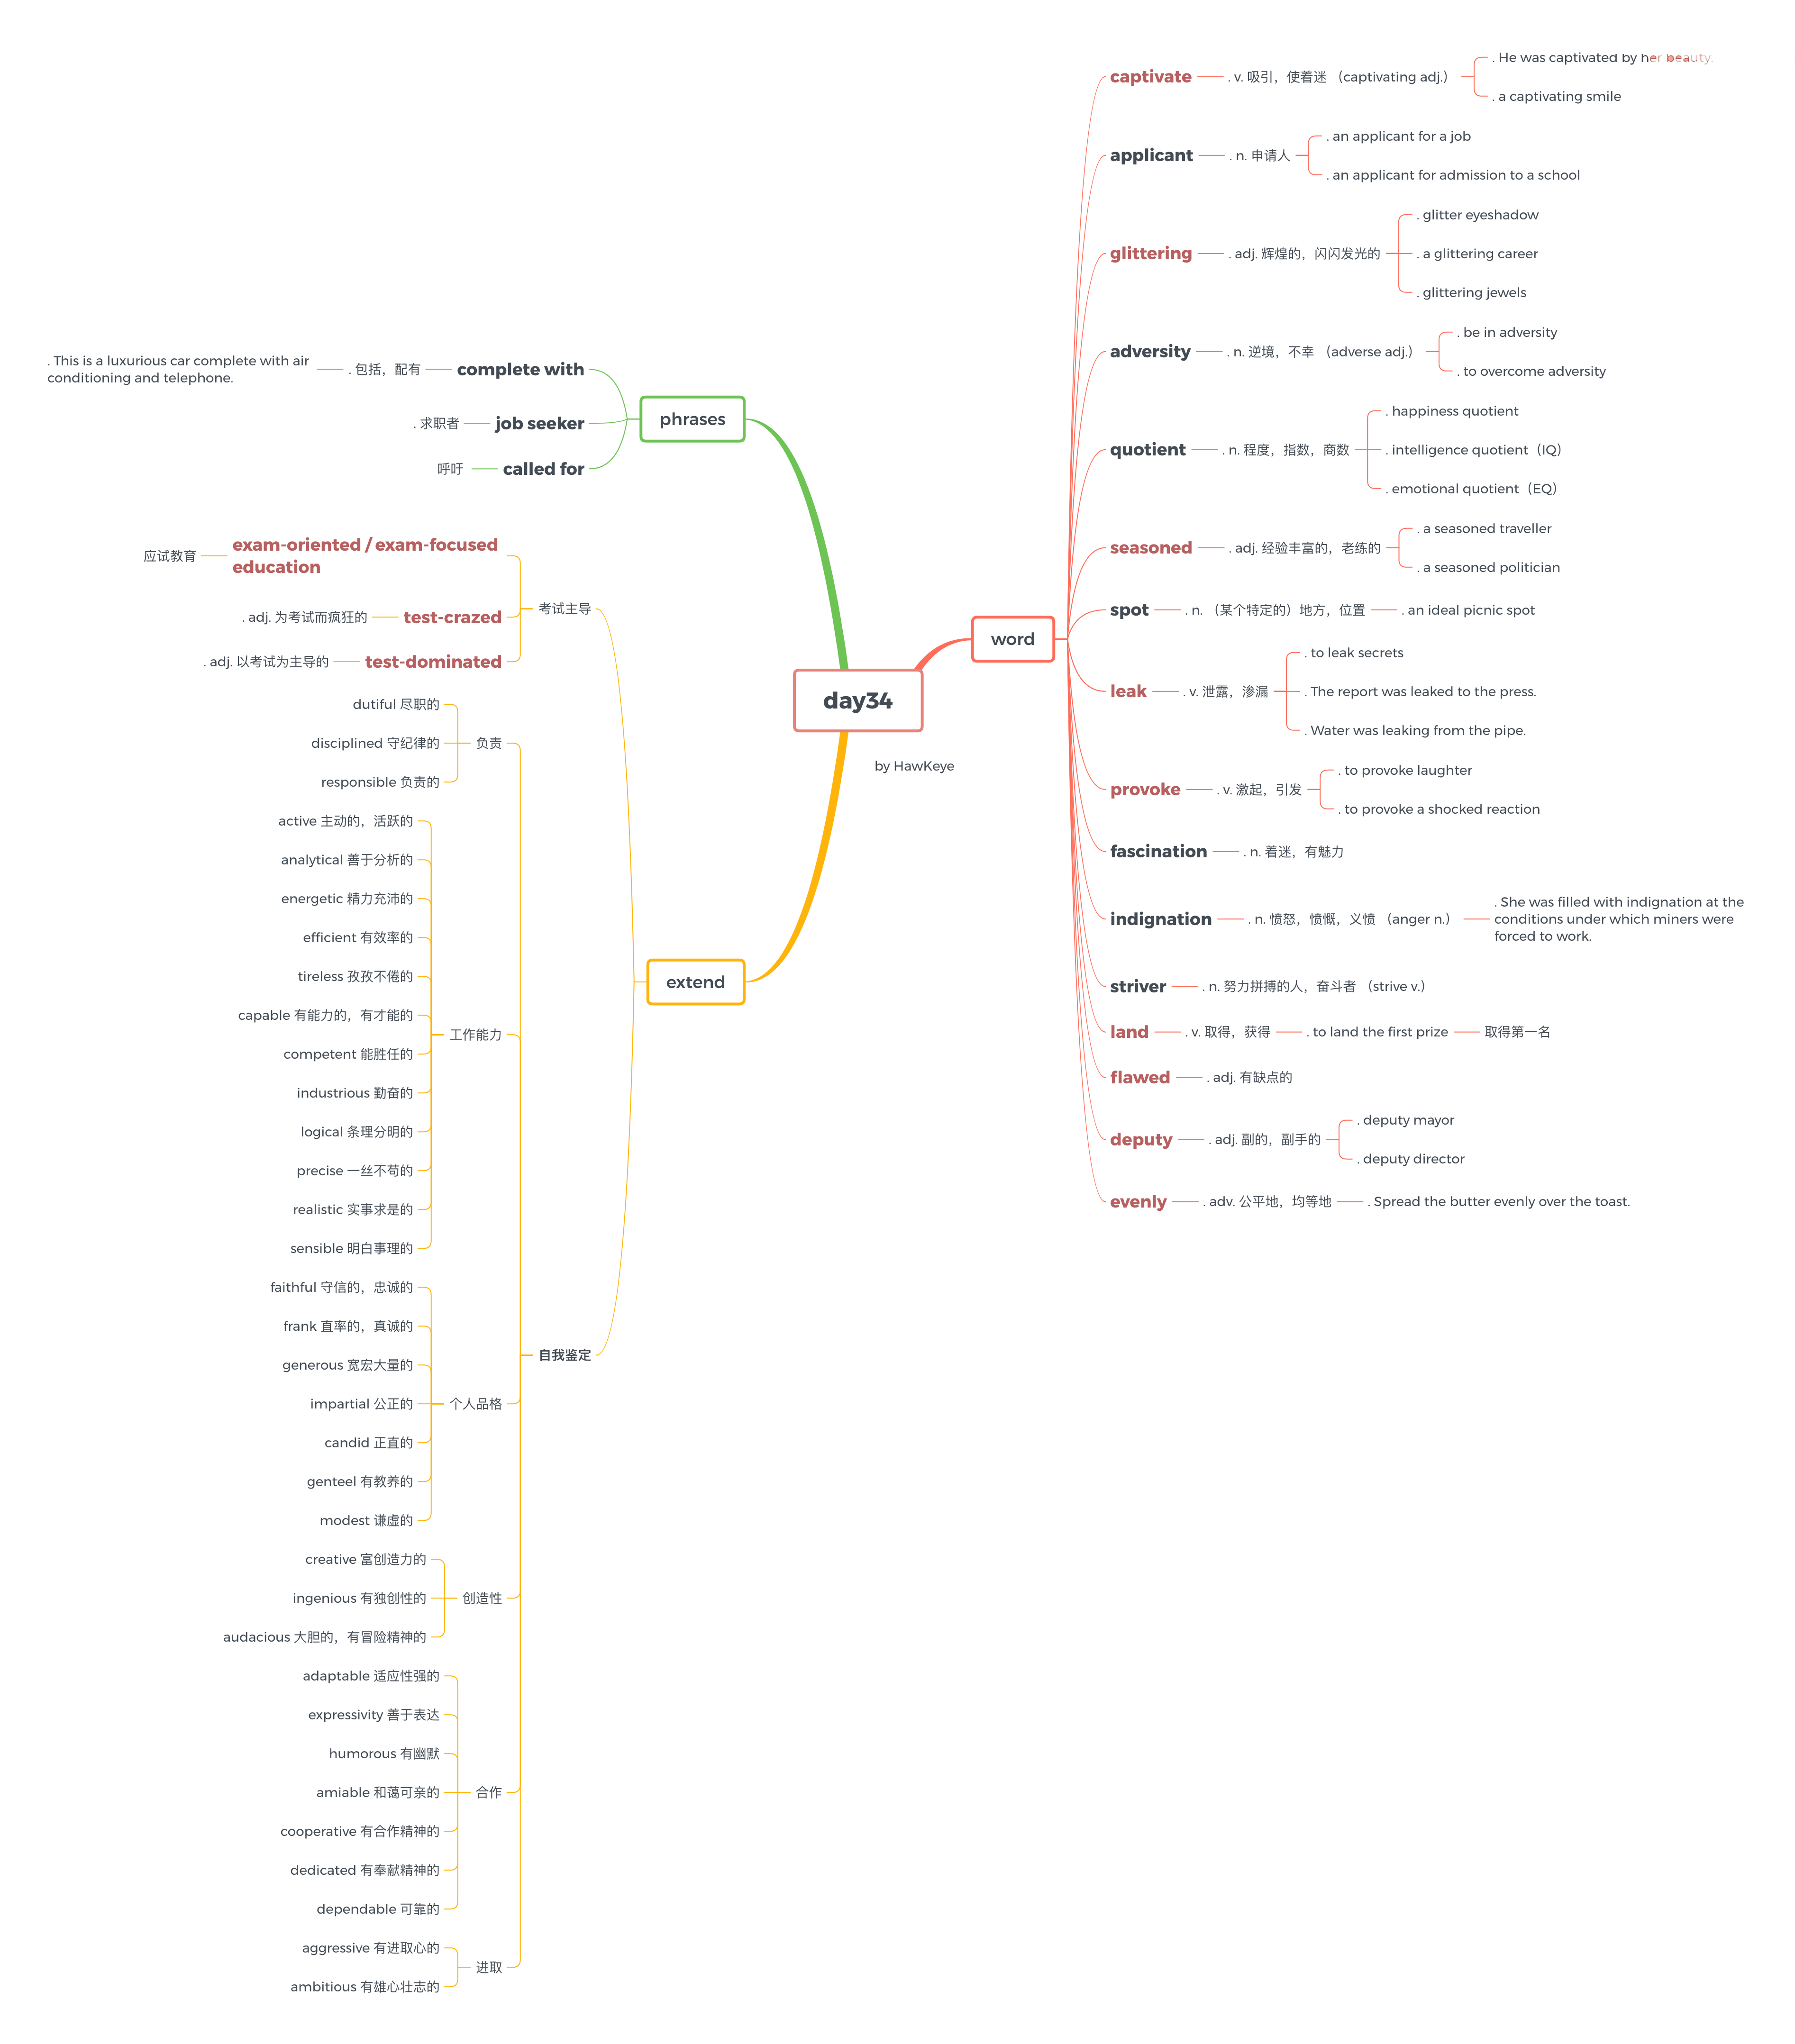 day34
by HawKeye
word
captivate
. v. 吸引，使着迷 （captivating adj.）
. He was captivated by her beauty.
. a captivating smile
applicant
. n. 申请人
. an applicant for a job
. an applicant for admission to a school
glittering
. adj. 辉煌的，闪闪发光的
. glitter eyeshadow
. a glittering career
. glittering jewels
adversity
. n. 逆境，不幸 （adverse adj.）
. be in adversity
. to overcome adversity
quotient
. n. 程度，指数，商数
. happiness quotient
. intelligence quotient（IQ）
. emotional quotient（EQ）
seasoned
. adj. 经验丰富的，老练的
. a seasoned traveller
. a seasoned politician
spot
. n. （某个特定的）地方，位置
. an ideal picnic spot
leak
. v. 泄露，渗漏
. to leak secrets
. The report was leaked to the press.
. Water was leaking from the pipe.
provoke
. v. 激起，引发
. to provoke laughter
. to provoke a shocked reaction
fascination
. n. 着迷，有魅力
indignation
. n. 愤怒，愤慨，义愤 （anger n.）
. She was filled with indignation at the
conditions under which miners were
forced to work.
striver
. n. 努力拼搏的人，奋斗者 （strive v.）
land
. v. 取得，获得
. to land the first prize
取得第一名
flawed
. adj. 有缺点的
deputy
. adj. 副的，副手的
. deputy mayor
. deputy director
evenly
. adv. 公平地，均等地
. Spread the butter evenly over the toast.
phrases
complete with
. 包括，配有
. This is a luxurious car complete with air
conditioning and telephone.
job seeker
. 求职者
called for
呼吁
extend
考试主导
exam-oriented / exam-focused
education
应试教育
test-crazed
. adj. 为考试而疯狂的
test-dominated
. adj. 以考试为主导的
自我鉴定
负责
dutiful 尽职的
disciplined 守纪律的
responsible 负责的
工作能力
active 主动的，活跃的
analytical 善于分析的
energetic 精力充沛的
efficient 有效率的
tireless 孜孜不倦的
capable 有能力的，有才能的
competent 能胜任的
industrious 勤奋的
logical 条理分明的
precise 一丝不苟的
realistic 实事求是的
sensible 明白事理的
个人品格
faithful 守信的，忠诚的
frank 直率的，真诚的
generous 宽宏大量的
impartial 公正的
candid 正直的
genteel 有教养的
modest 谦虚的
创造性
creative 富创造力的
ingenious 有独创性的
audacious 大胆的，有冒险精神的
合作
adaptable 适应性强的
expressivity 善于表达
humorous 有幽默
amiable 和蔼可亲的
cooperative 有合作精神的
dedicated 有奉献精神的
dependable 可靠的
进取
aggressive 有进取心的
ambitious 有雄心壮志的